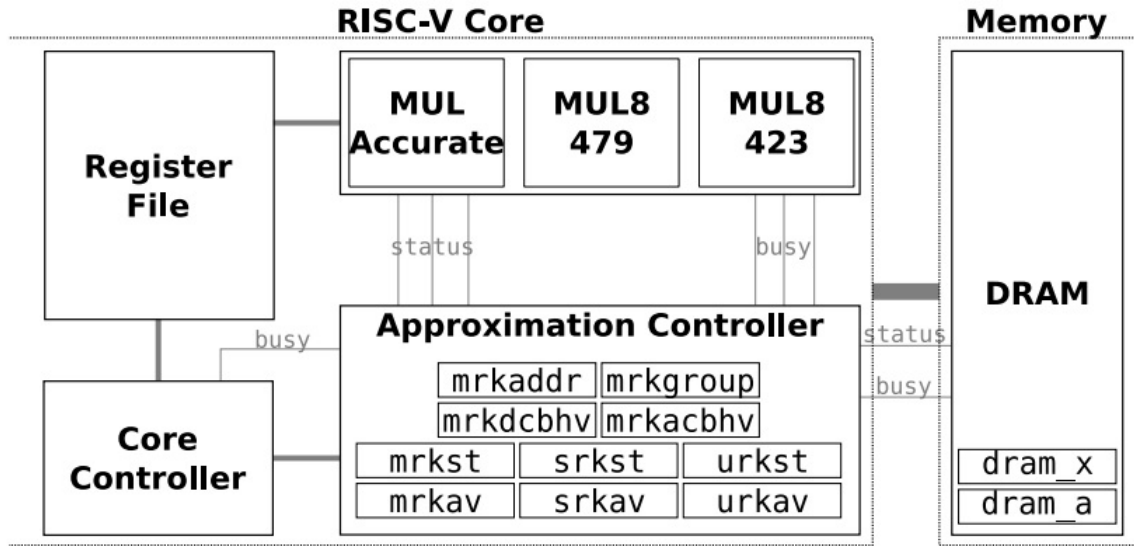 RISC-V Core
Memory
Register
File
MUL
Accurate
MUL8
479
MUL8
423
status
busy
DRAM
busy
Approximation Controller
status
busy
mrkaddr
mrkgroup
mrkdcbhv
mrkacbhv
mrkst
srkst
urkst
mrkav
srkav
urkav
Core
Controller
dram_x
dram_a